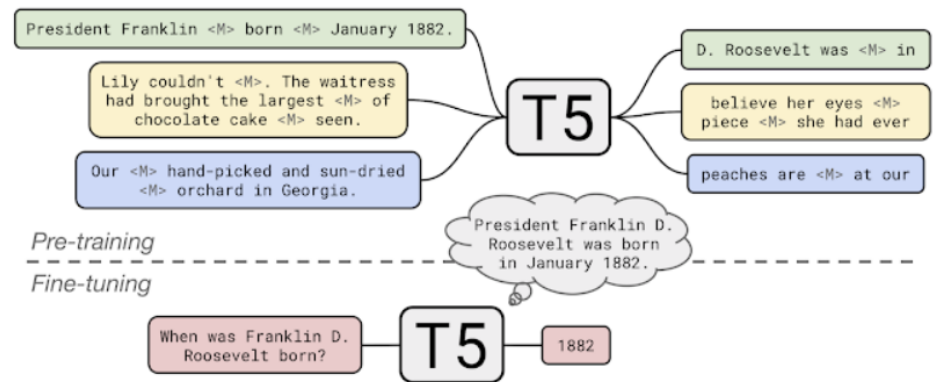 President Franklin <M> born <M> January 1882.
Lily couldn't <M>. The waitress
had brought the largest <M> of
chocolate cake <M> seen.
Our <M> hand-picked and sun-dried
<M> orchard in Georgia.
T5
D. Roosevelt was <M> in
believe her eyes <M>
piece <M> she had ever
peaches are <M> at our
Pre-training
President Franklin D.
Roosevelt was born
in January 1882.
Fine-tuning
When was Franklin D.
Roosevelt born?
T5
1882